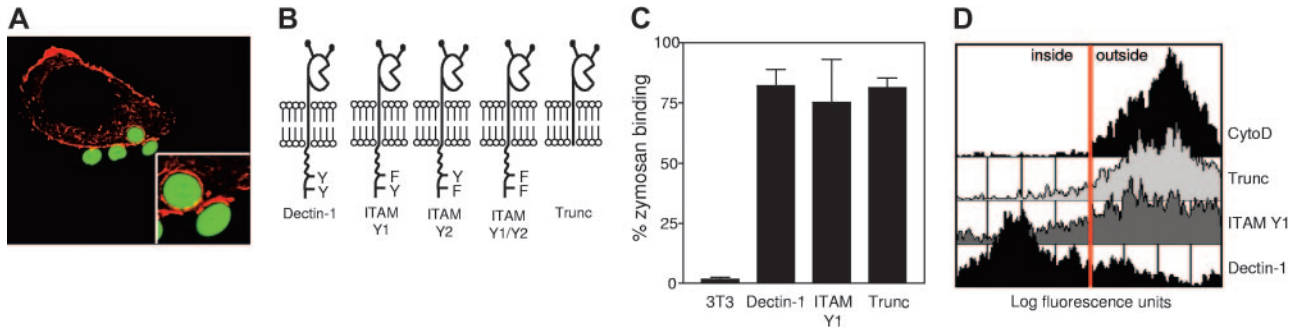 A
B
Y
Y
Dectin-1
F
Y
ITAM
Y1
Y
F
ITAM
Y2
F
F
ITAM
Y1/Y2
Trunc
C
% zymosan binding
100
75
50
25
0
3T3
Dectin-1
ITAM
Y1
Trunc
D
inside
outside
CytoD
Trunc
ITAM Y1
Dectin-1
Log fluorescence units